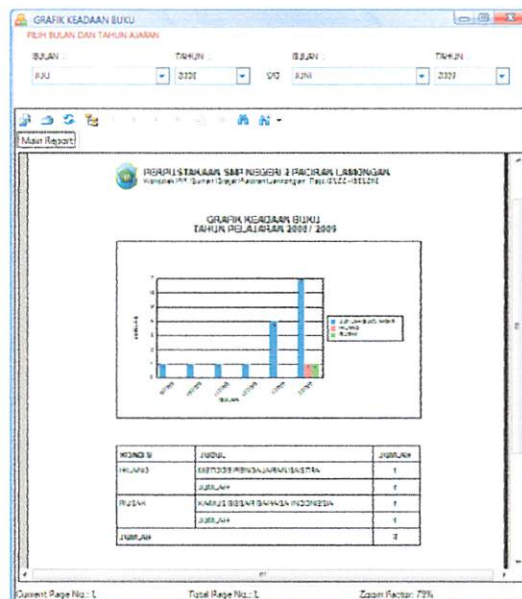 GRAFIK KEADAAN BUKU
PILIH BULAN DAN TAHUN AJARAN
BULAN : TAHUN : BULAN : TAHUN :
JULI 2008 S/D JUNI 2009
Main Report
PERPUSTAKAAN SMP NEGERI 2 PACIRAN LAMONGAN
GRAFIK KEADAAN BUKU
TAHUN PELAJARAN 2008 / 2009
JUMLAH
HILANG
RUSAK
BULAN
KONDISI JUDUL JUMLAH
HILANG METODE PENGAJARAN SASTRA 1
JUMLAH 1
RUSAK KAMUS BESAR BAHASA INDONESIA 1
JUMLAH 1
JUMLAH 2
Current Page No.: 1 Total Page No.: 1 Zoom Factor: 79%